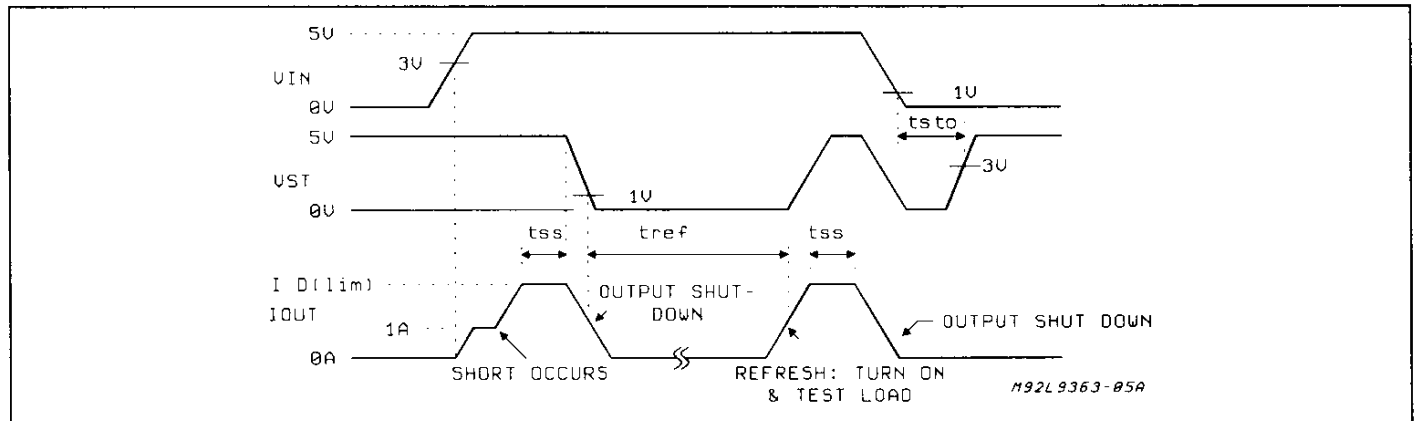 5V
3V
VIN
1V
0V
tsto
5V
3V
VST
1V
0V
tss
tref
tss
I D(lim)
OUTPUT SHUT-
DOWN
IOUT
1A
OUTPUT SHUT DOWN
0A
SHORT OCCURS
REFRESH: TURN ON
& TEST LOAD
M92L9363-05A